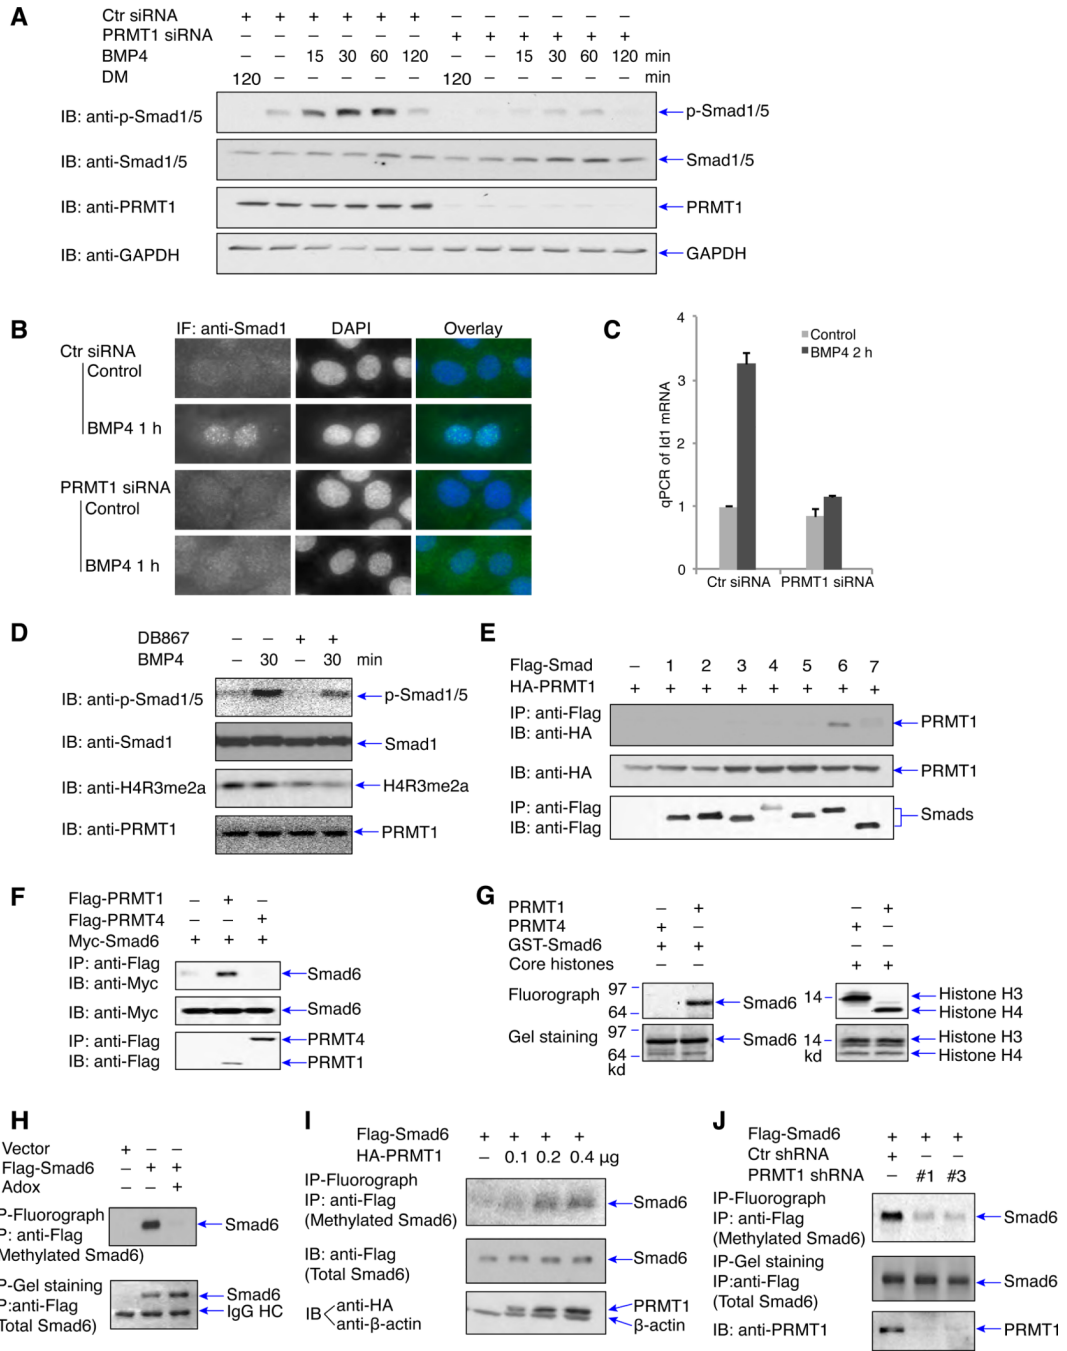 A
Ctr siRNA + + + + + + – – – – – –
PRMT1 siRNA – – – – – – + + + + + +
BMP4 – – 15 30 60 120 – – 15 30 60 120 min
DM 120 – – – – – 120 – – – – – min
IB: anti-p-Smad1/5 p-Smad1/5
IB: anti-Smad1/5 Smad1/5
IB: anti-PRMT1 PRMT1
IB: anti-GAPDH GAPDH
B
IF: anti-Smad1 DAPI Overlay
Ctr siRNA
Control
BMP4 1 h
PRMT1 siRNA
Control
BMP4 1 h
C
qPCR of Id1 mRNA
4
3
2
1
0
Control
BMP4 2 h
Ctr siRNA PRMT1 siRNA
D
DB867 – – + +
BMP4 – 30 – 30 min
IB: anti-p-Smad1/5 p-Smad1/5
IB: anti-Smad1 Smad1
IB: anti-H4R3me2a H4R3me2a
IB: anti-PRMT1 PRMT1
E
Flag-Smad – 1 2 3 4 5 6 7
HA-PRMT1 + + + + + + + +
IP: anti-Flag
IB: anti-HA
PRMT1
IB: anti-HA PRMT1
IP: anti-Flag
IB: anti-Flag
Smads
F
Flag-PRMT1 – + –
Flag-PRMT4 – – +
Myc-Smad6 + + +
IP: anti-Flag
IB: anti-Myc
Smad6
IB: anti-Myc Smad6
IP: anti-Flag PRMT4
IB: anti-Flag PRMT1
G
PRMT1 – + – +
PRMT4 + – + –
GST-Smad6 + + – –
Core histones – – + +
Fluorograph 97
64
Smad6
14 Histone H3
Histone H4
Gel staining 97
64
kd
Smad6
14
kd
Histone H3
Histone H4
H
Vector + – –
Flag-Smad6 – + +
Adox – – +
P-Fluorograph
P: anti-Flag
Methylated Smad6)
Smad6
P-Gel staining
P:anti-Flag
Total Smad6)
Smad6
IgG HC
I
Flag-Smad6 + + + +
HA-PRMT1 – 0.1 0.2 0.4 µg
IP-Fluorograph
IP: anti-Flag
(Methylated Smad6)
Smad6
IB: anti-Flag
(Total Smad6)
Smad6
IB anti-HA
anti-β-actin
PRMT1
β-actin
J
Flag-Smad6 + + +
Ctr shRNA + – –
PRMT1 shRNA – #1 #3
IP-Fluorograph
IP: anti-Flag
(Methylated Smad6)
Smad6
IP-Gel staining
IP:anti-Flag
(Total Smad6)
Smad6
IB: anti-PRMT1 PRMT1